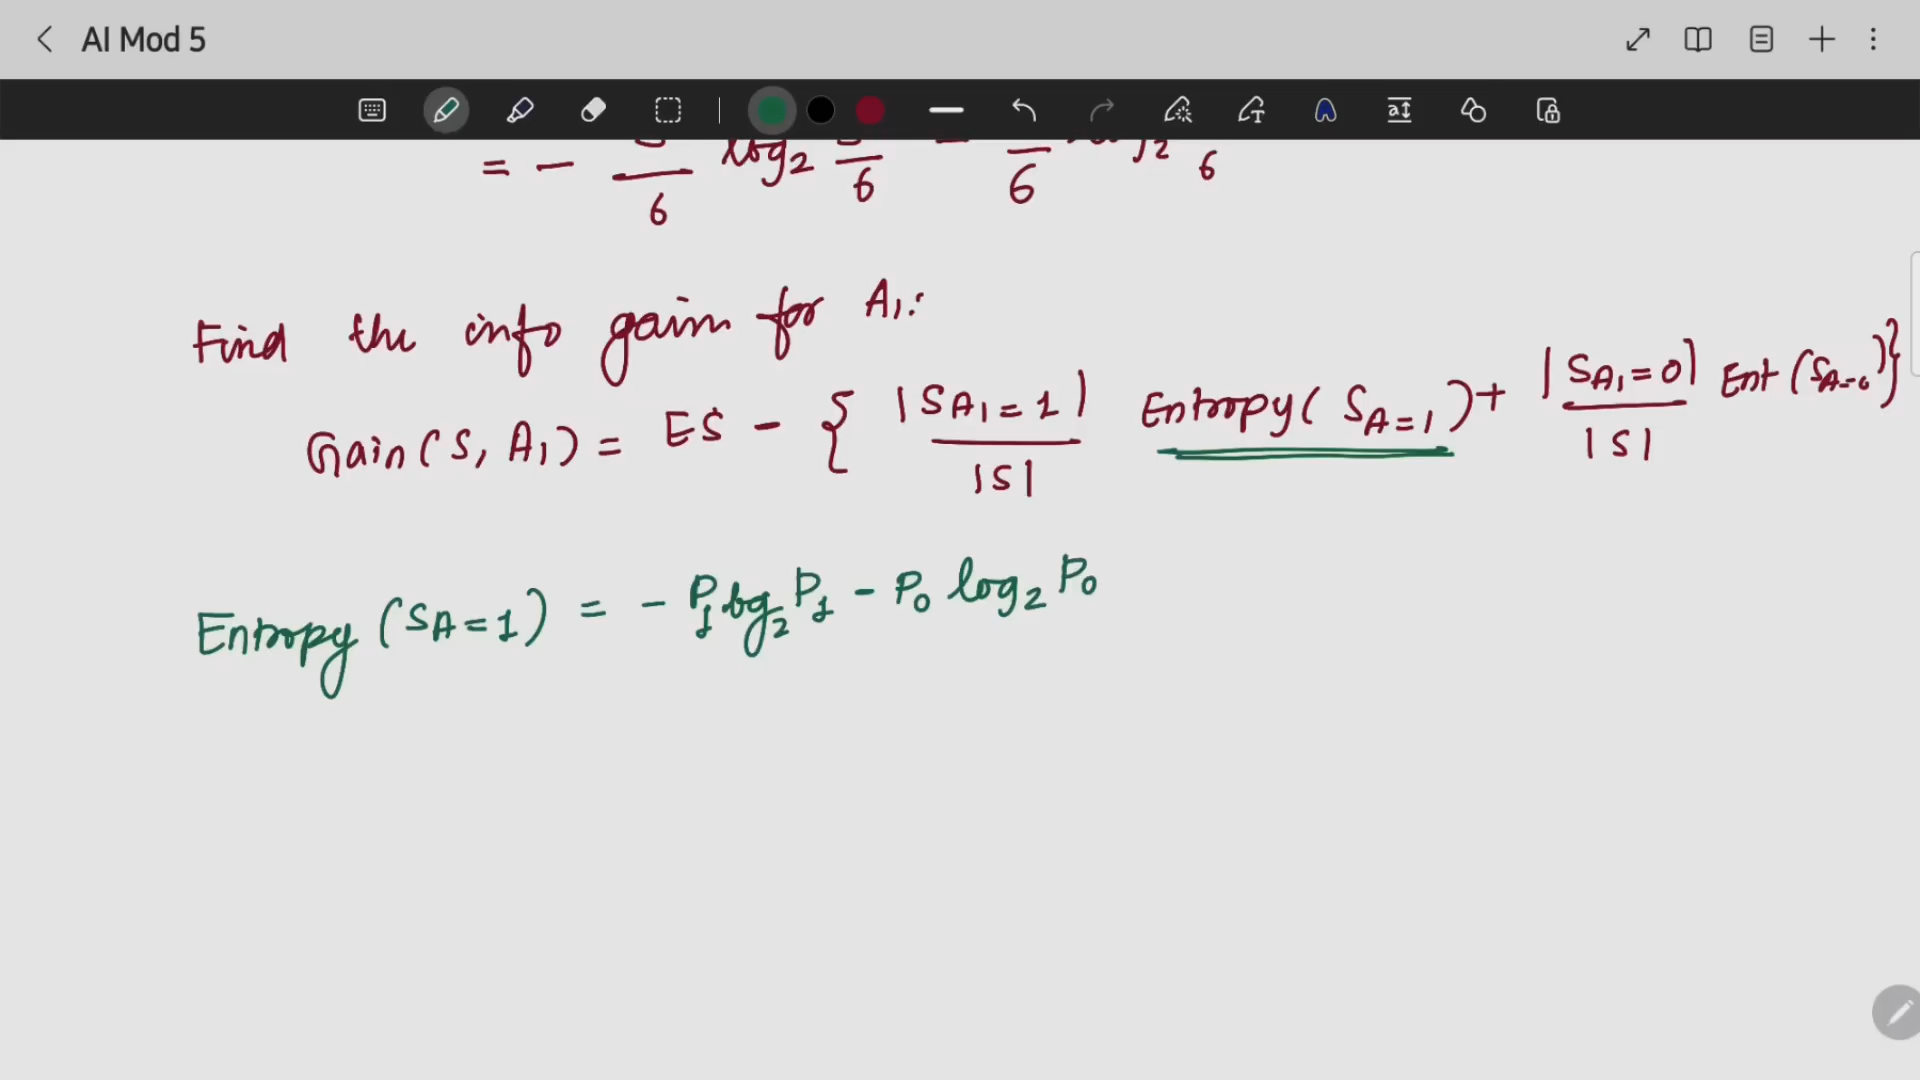 AI Mod 5
= - /6 log2 /6 - /6 log2 6
Find the info gain for A1:
Gain(S, A1) = ES - { |SA1=1| / |S| Entropy(SA=1) + |SA1=0| / |S| Ent(SA=0)}
Entropy (SA=1) = - P1 log2 P1 - P0 log2 P0